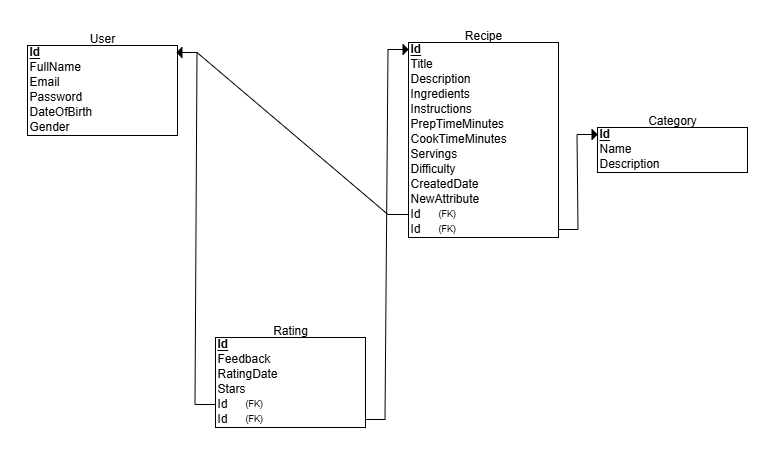 User
Id
FullName
Email
Password
DateOfBirth
Gender
Recipe
Id
Title
Description
Ingredients
Instructions
PrepTimeMinutes
CookTimeMinutes
Servings
Difficulty
CreatedDate
NewAttribute
Id (FK)
Id (FK)
Category
Id
Name
Description
Rating
Id
Feedback
RatingDate
Stars
Id (FK)
Id (FK)